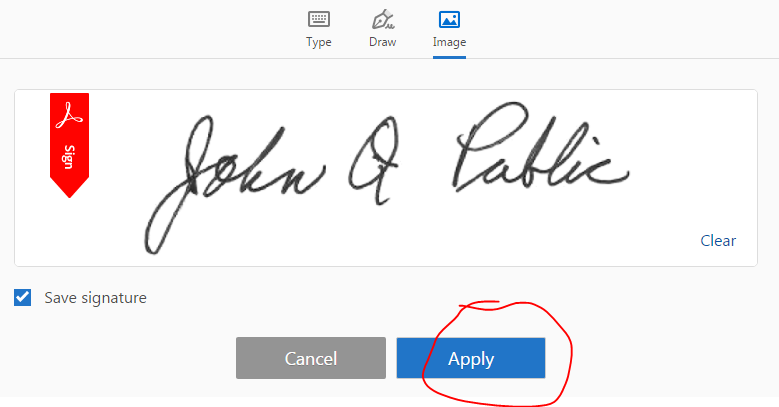 Type Draw Image
Sign
John Q Public
Clear
Save signature
Cancel Apply